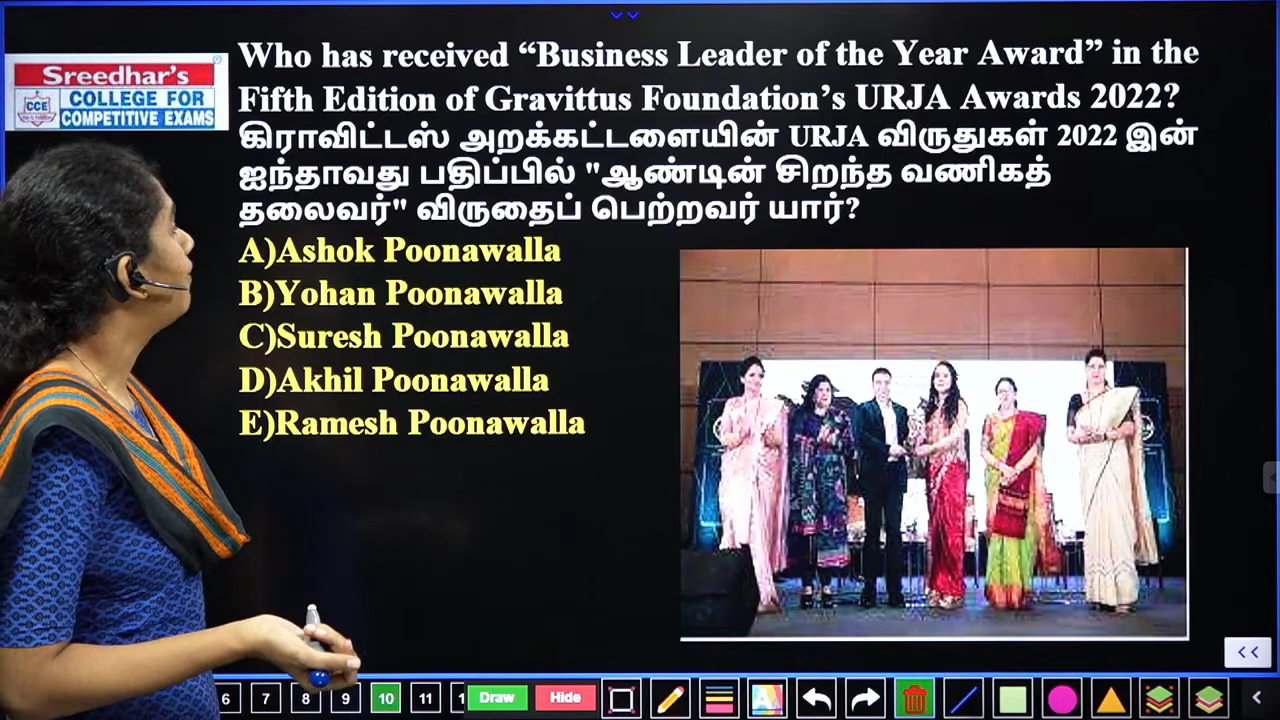 Sreedhar's
CCE
COLLEGE FOR
COMPETITIVE EXAMS
Who has received “Business Leader of the Year Award” in the
Fifth Edition of Gravittus Foundation’s URJA Awards 2022?
கிராவிட்டஸ் அறக்கட்டளையின் URJA விருதுகள் 2022 இன்
ஐந்தாவது பதிப்பில் "ஆண்டின் சிறந்த வணிகத்
தலைவர்" விருதைப் பெற்றவர் யார்?
A)Ashok Poonawalla
B)Yohan Poonawalla
C)Suresh Poonawalla
D)Akhil Poonawalla
E)Ramesh Poonawalla
6 7 8 9 10 11 1 Draw Hide